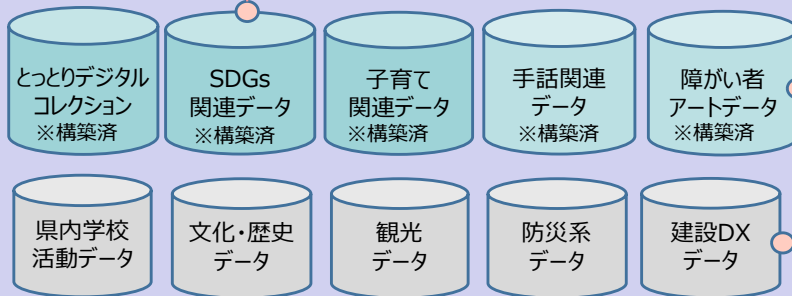 とっとりデジタル
コレクション
※構築済
SDGs
関連データ
※構築済
子育て
関連データ
※構築済
手話関連
データ
※構築済
障がい者
アートデータ
※構築済
県内学校
活動データ
文化・歴史
データ
観光
データ
防災系
データ
建設DX
データ